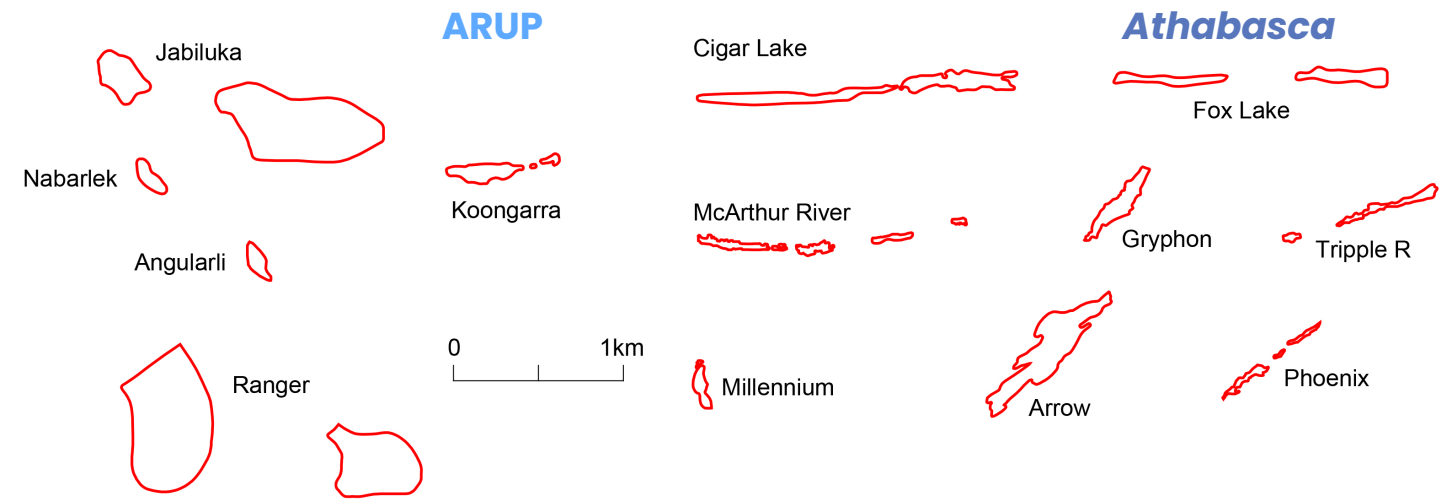 ARUP
Athabasca
Jabiluka
Cigar Lake
Fox Lake
Nabarlek
Koongarra
McArthur River
Gryphon
Tripple R
Angularli
0
1km
Ranger
Millennium
Arrow
Phoenix